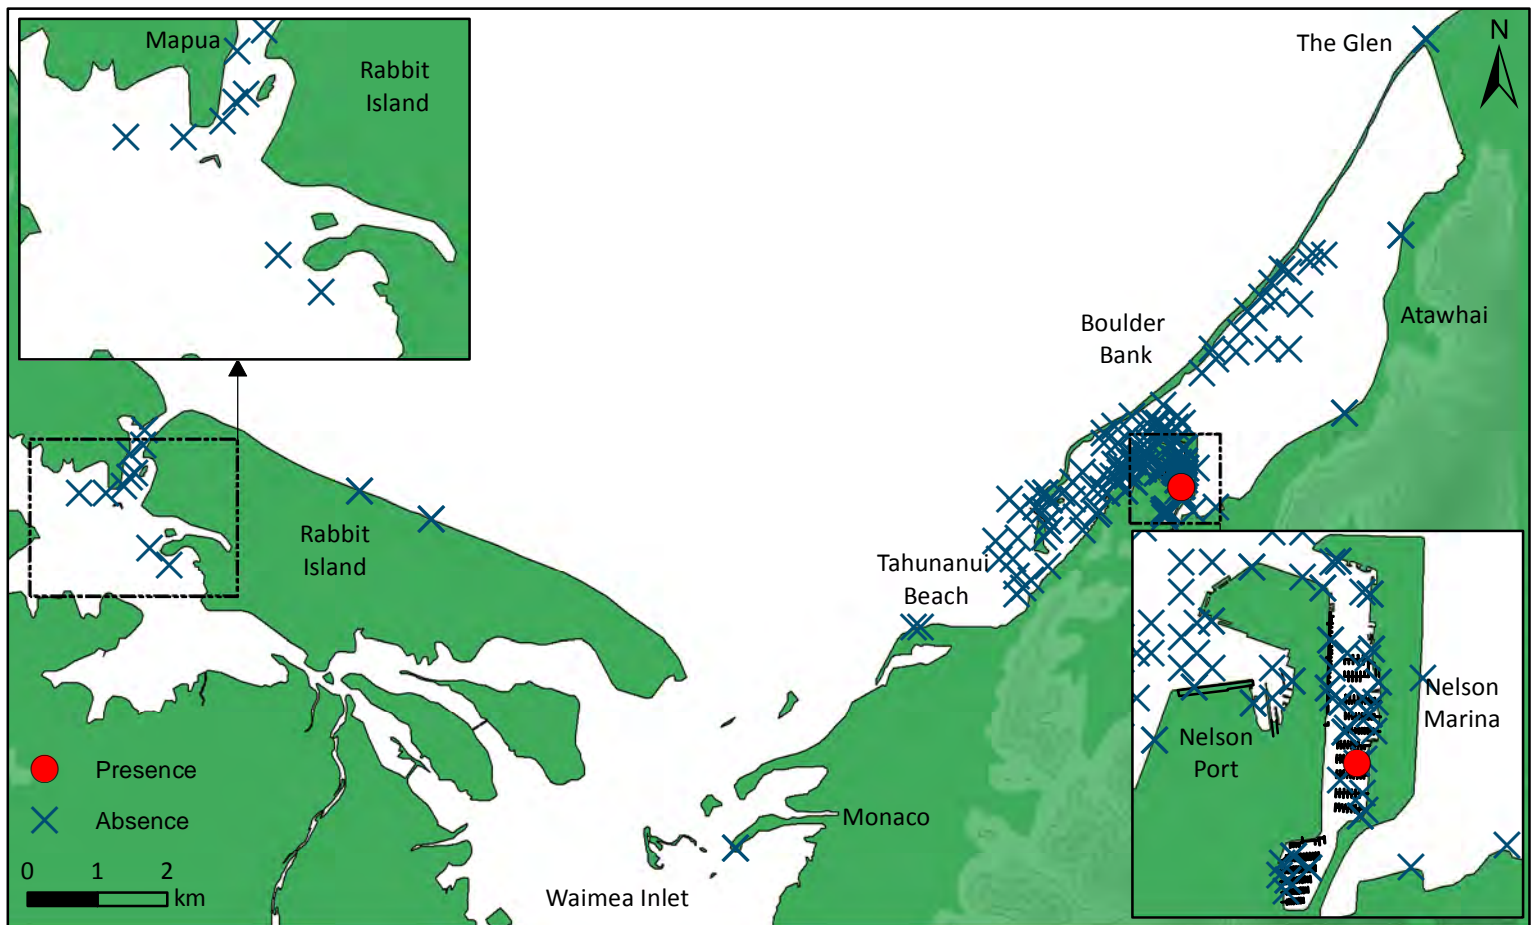 Mapua
Rabbit
Island
The Glen
N
Boulder
Bank
Atawhai
Rabbit
Island
Tahunanui
Beach
Nelson
Marina
Nelson
Port
Presence
Absence
Monaco
0 1 2
km
Waimea Inlet